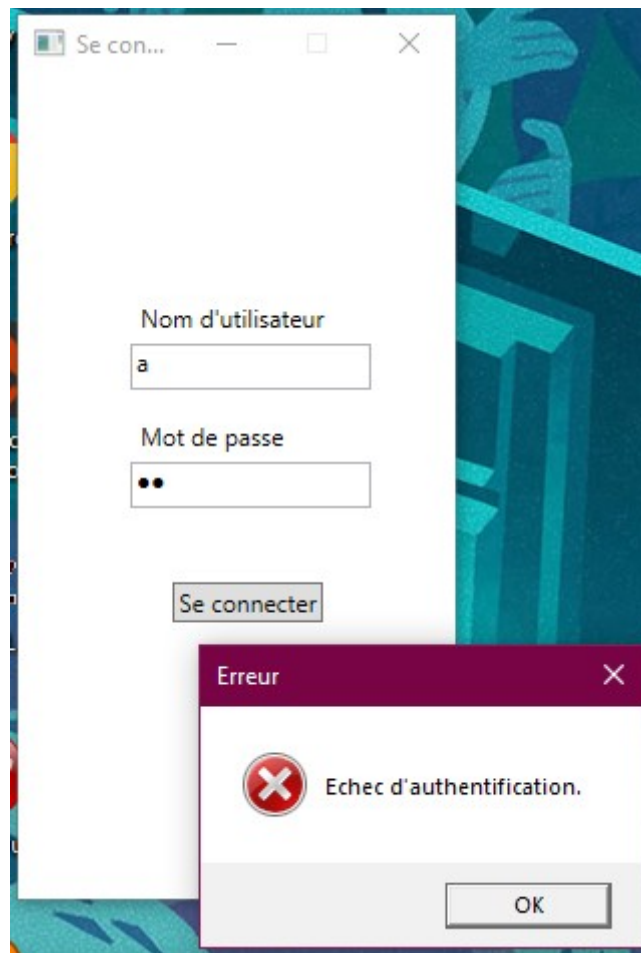 Se con...
Nom d'utilisateur
a
Mot de passe
••
Se connecter
Erreur
Echec d'authentification.
OK